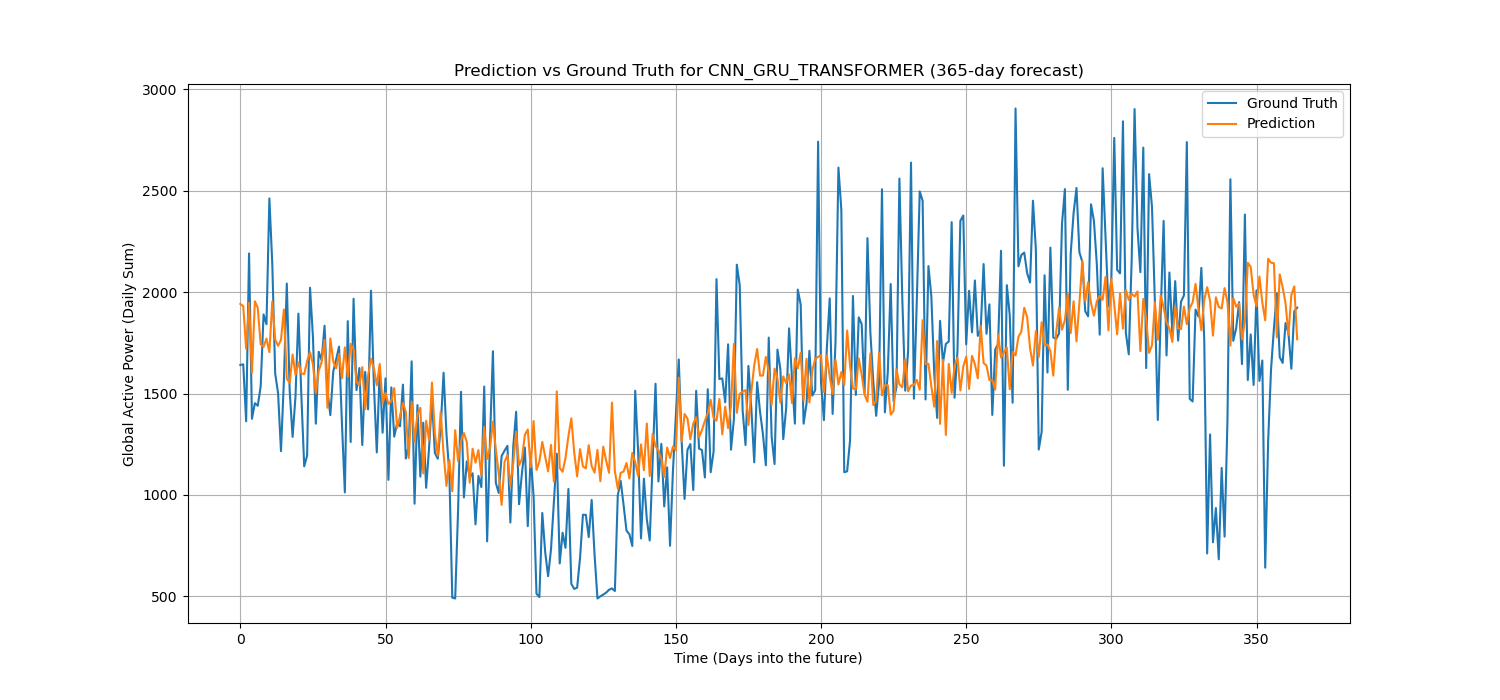 Prediction vs Ground Truth for CNN_GRU_TRANSFORMER (365-day forecast)
Ground Truth
Prediction
Global Active Power (Daily Sum)
3000
2500
2000
1500
1000
500
0 50 100 150 200 250 300 350
Time (Days into the future)